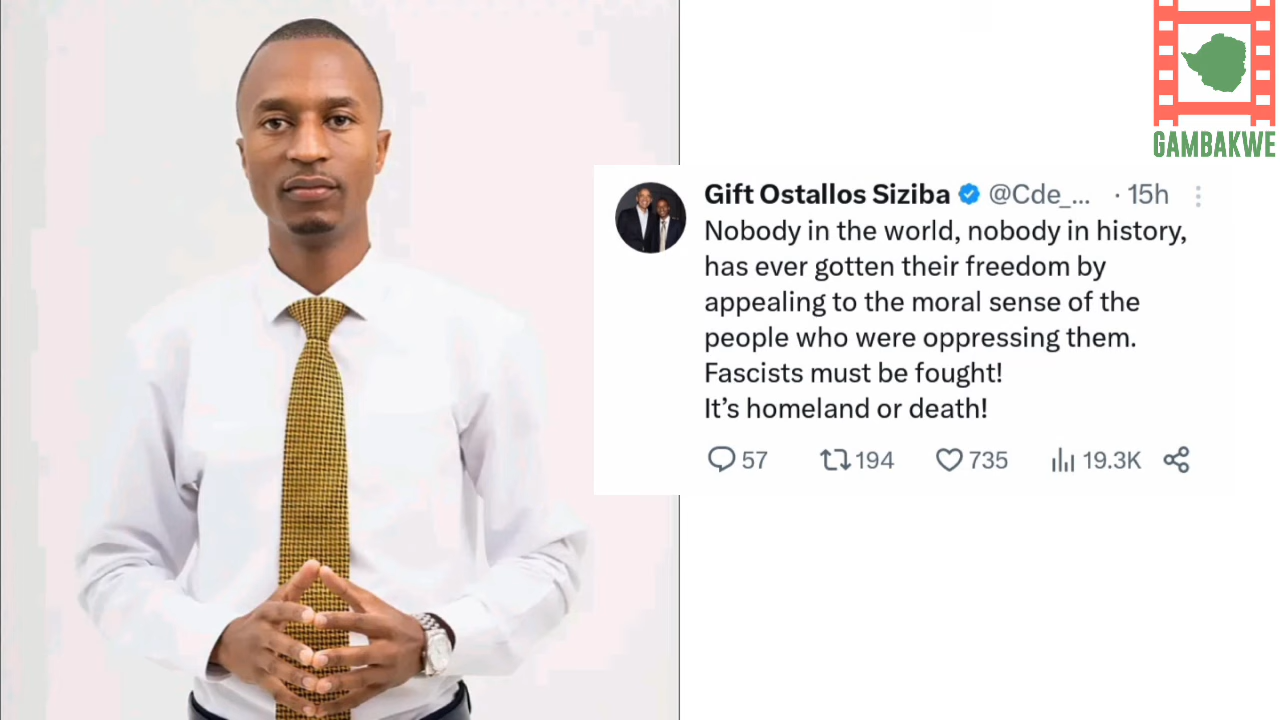 GAMBAKWE
Gift Ostallos Siziba @Cde_... · 15h
Nobody in the world, nobody in history,
has ever gotten their freedom by
appealing to the moral sense of the
people who were oppressing them.
Fascists must be fought!
It’s homeland or death!
57 194 735 19.3K